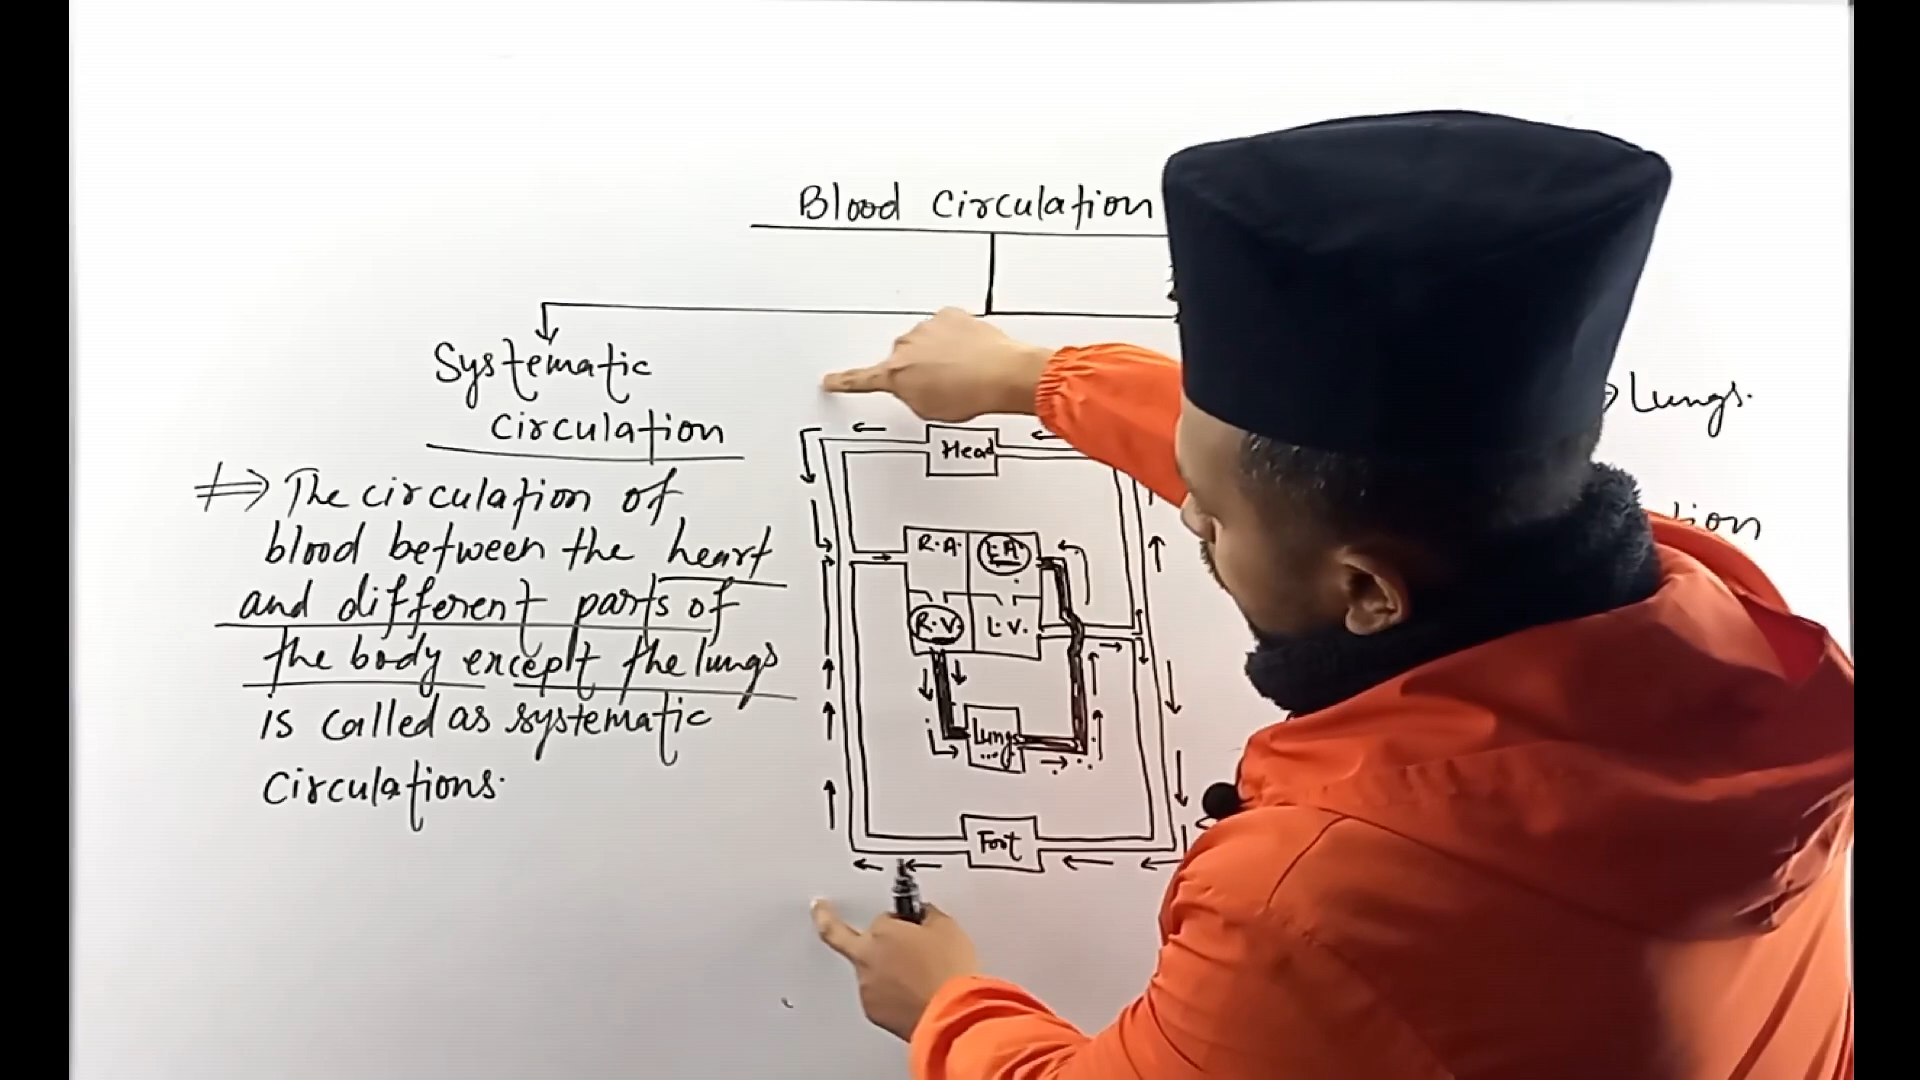 Blood Circulation
Systematic
circulation
⇒ The circulation of
blood between the heart
and different parts of
the body except the lungs
is called as systematic
circulations.
Head
R.A. L.A.
R.V. L.V.
Lungs
Foot
Lungs.
tion